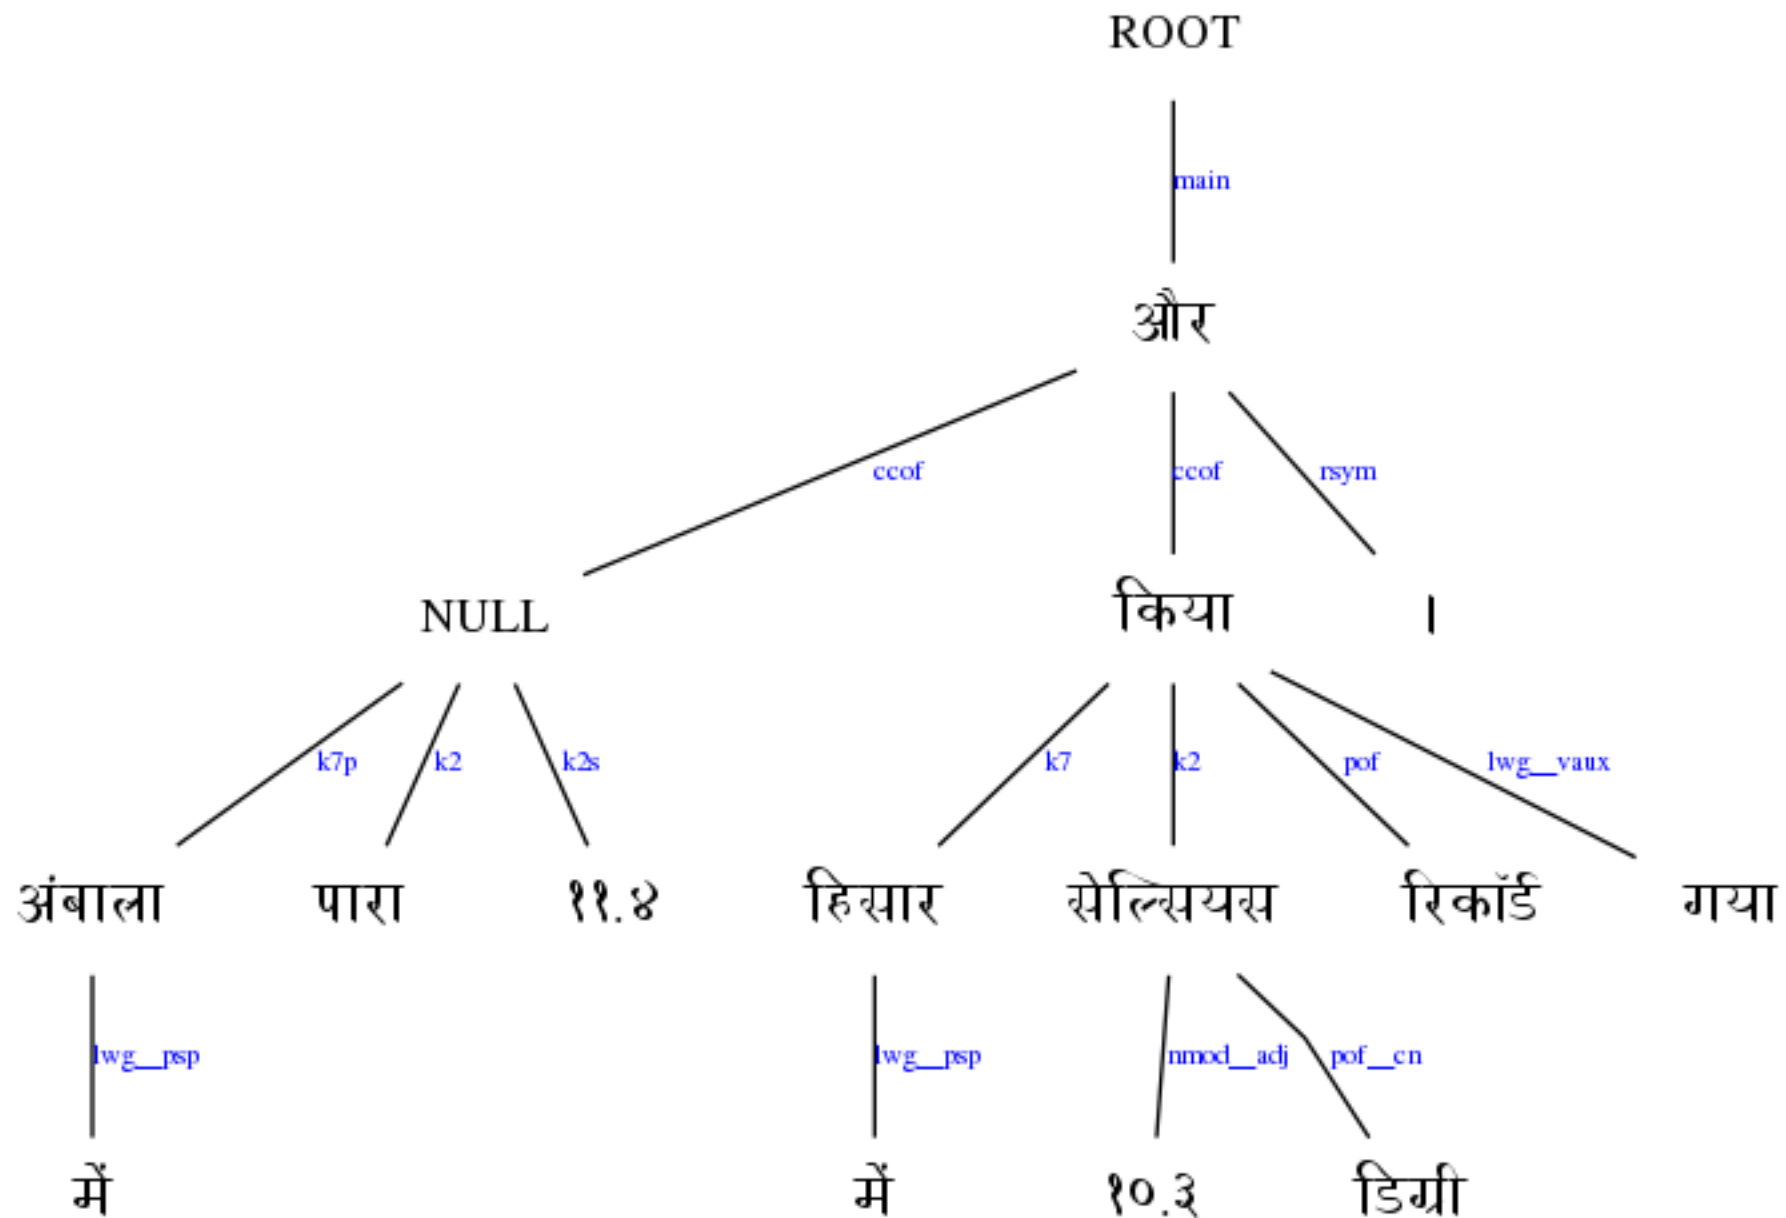 ROOT
main
और
ccof ccof rsym
NULL किया ।
k7p k2 k2s k7 k2 pof lwg__vaux
अंबाला पारा ११.४ हिसार सेल्सियस रिकॉर्ड गया
lwg__psp lwg__psp nmod__adj pof__cn
में में १०.३ डिग्री